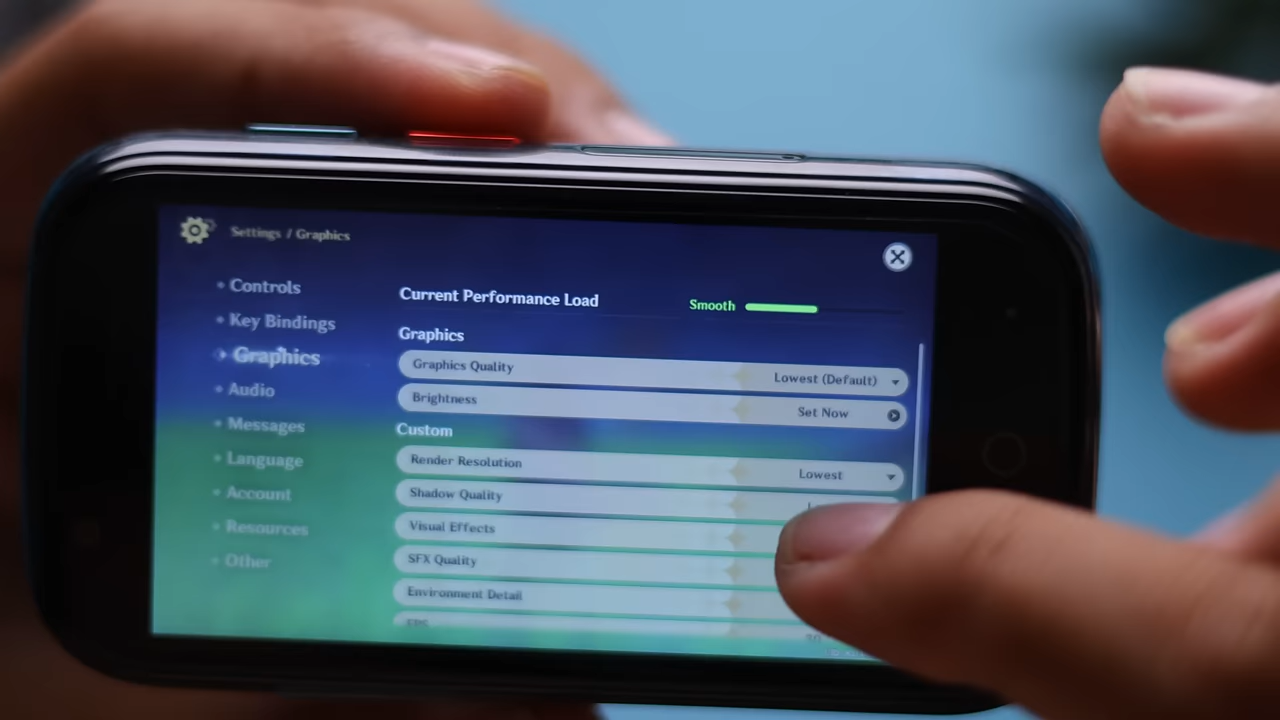 Settings / Graphics
Controls
Key Bindings
Graphics
Audio
Messages
Language
Account
Resources
Other
Current Performance Load Smooth
Graphics
Graphics Quality Lowest (Default)
Brightness Set Now
Custom
Render Resolution Lowest
Shadow Quality
Visual Effects
SFX Quality
Environment Detail
FPS